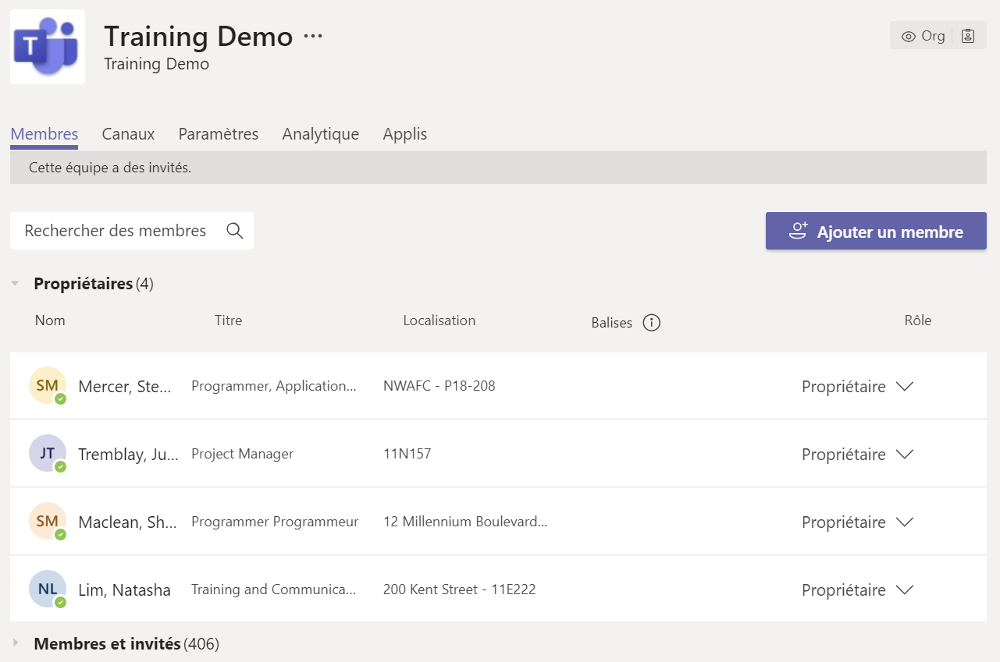 T
Training Demo ...
Org
Training Demo
Membres Canaux Paramètres Analytique Applis
Cette équipe a des invités.
Rechercher des membres
Ajouter un membre
Propriétaires (4)
Nom Titre Localisation Balises Rôle
SM Mercer, Ste... Programmer, Application... NWAFC - P18-208 Propriétaire
JT Tremblay, Ju... Project Manager 11N157 Propriétaire
SM Maclean, Sh... Programmer Programmeur 12 Millennium Boulevard... Propriétaire
NL Lim, Natasha Training and Communica... 200 Kent Street - 11E222 Propriétaire
Membres et invités (406)